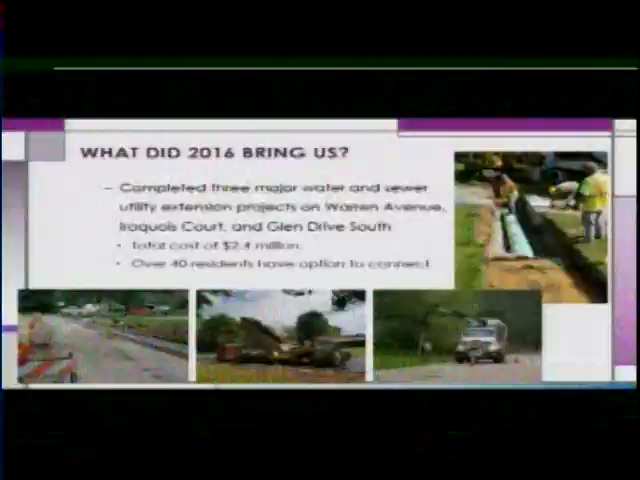 WHAT DID 2016 BRING US?
– Completed three major water and sewer
utility extension projects on Warren Avenue,
Iroquois Court, and Glen Drive South
• Total cost of $2.4 million
• Over 40 residents have option to connect